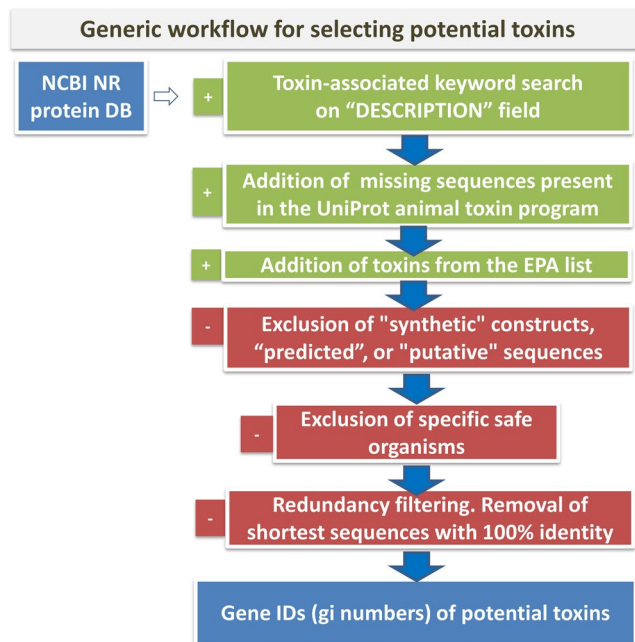 Generic workflow for selecting potential toxins
NCBI NR
protein DB
+
Toxin-associated keyword search
on “DESCRIPTION” field
+
Addition of missing sequences present
in the UniProt animal toxin program
+
Addition of toxins from the EPA list
-
Exclusion of "synthetic" constructs,
“predicted”, or "putative" sequences
-
Exclusion of specific safe
organisms
-
Redundancy filtering. Removal of
shortest sequences with 100% identity
Gene IDs (gi numbers) of potential toxins